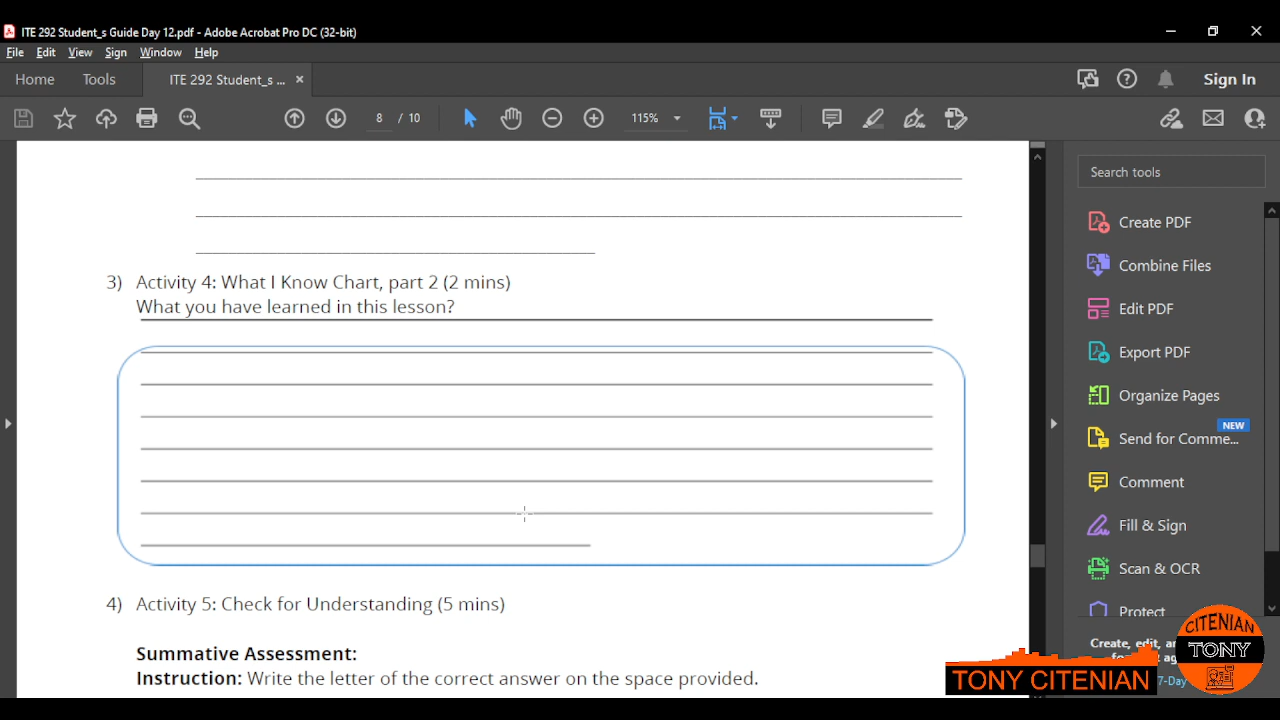 ITE 292 Student_s Guide Day 12.pdf - Adobe Acrobat Pro DC (32-bit)
File Edit View Sign Window Help
Home Tools ITE 292 Student_s ... × Sign In
8 / 10 115%
Search tools
Create PDF
Combine Files
Edit PDF
Export PDF
Organize Pages
NEW
Send for Comme...
Comment
Fill & Sign
Scan & OCR
Protect
3) Activity 4: What I Know Chart, part 2 (2 mins)
What you have learned in this lesson?
4) Activity 5: Check for Understanding (5 mins)
Summative Assessment:
Instruction: Write the letter of the correct answer on the space provided.
Create, edit,
7-Day
TONY CITENIAN
CITENIAN
TONY